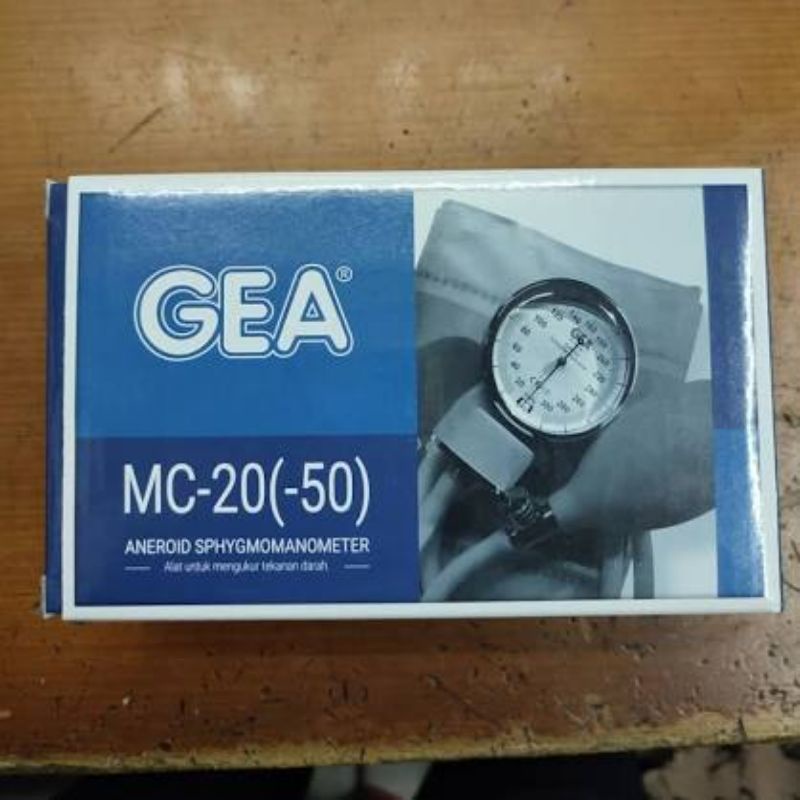 GEA®
MC-20(-50)
ANEROID SPHYGMOMANOMETER
Alat untuk mengukur tekanan darah